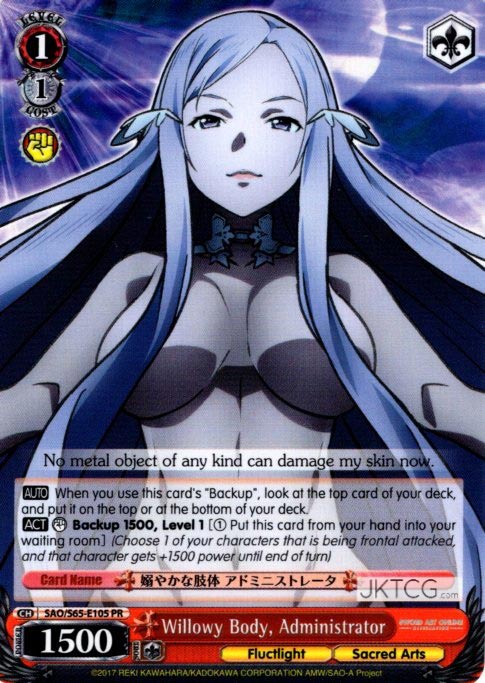 LEVEL
1
1
COST
No metal object of any kind can damage my skin now.
AUTO When you use this card's "Backup", look at the top card of your deck,
and put it on the top or at the bottom of your deck.
ACT Backup 1500, Level 1 [① Put this card from your hand into your
waiting room] (Choose 1 of your characters that is being frontal attacked,
and that character gets +1500 power until end of turn)
Card Name 嫋やかな肢体 アドミニストレータ
JKTCG.com
CH SAO/S65-E105 PR
POWER 1500 SOUL Willowy Body, Administrator SWORD ART ONLINE
Fluctlight Sacred Arts
©2017 REKI KAWAHARA/KADOKAWA CORPORATION AMW/SAO-A Project